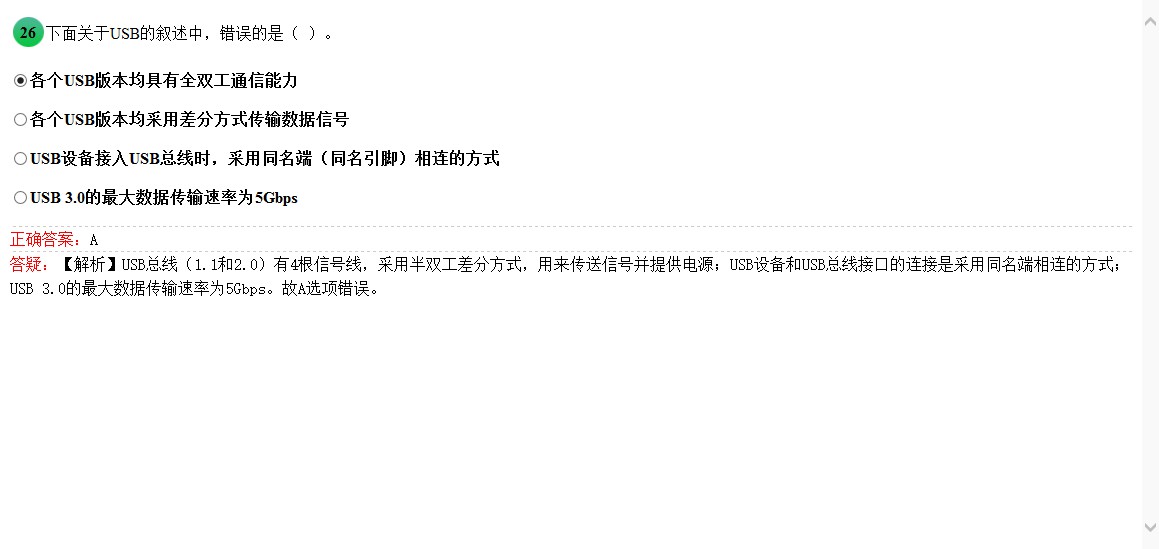 26 下面关于USB的叙述中，错误的是（ ）。
各个USB版本均具有全双工通信能力
各个USB版本均采用差分方式传输数据信号
USB设备接入USB总线时，采用同名端（同名引脚）相连的方式
USB 3.0的最大数据传输速率为5Gbps
正确答案：A
答疑：【解析】USB总线（1.1和2.0）有4根信号线，采用半双工差分方式，用来传送信号并提供电源；USB设备和USB总线接口的连接是采用同名端相连的方式；
USB 3.0的最大数据传输速率为5Gbps。故A选项错误。